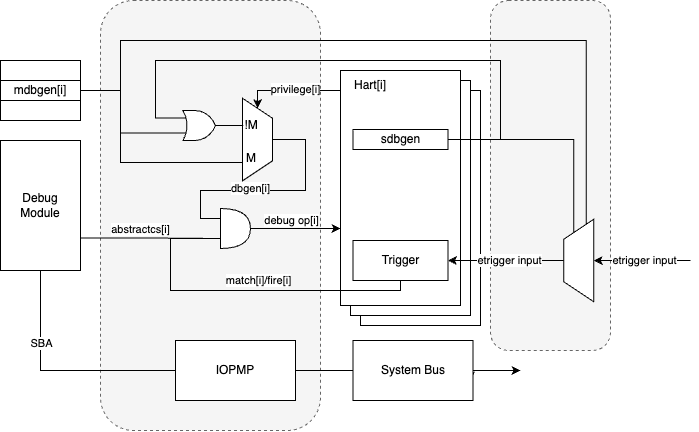 mdbgen[i]
privilege[i]
Hart[i]
!M
M
sdbgen
dbgen[i]
Debug
Module
abstractcs[i]
debug op[i]
Trigger
etrigger input
etrigger input
match[i]/fire[i]
SBA
IOPMP
System Bus